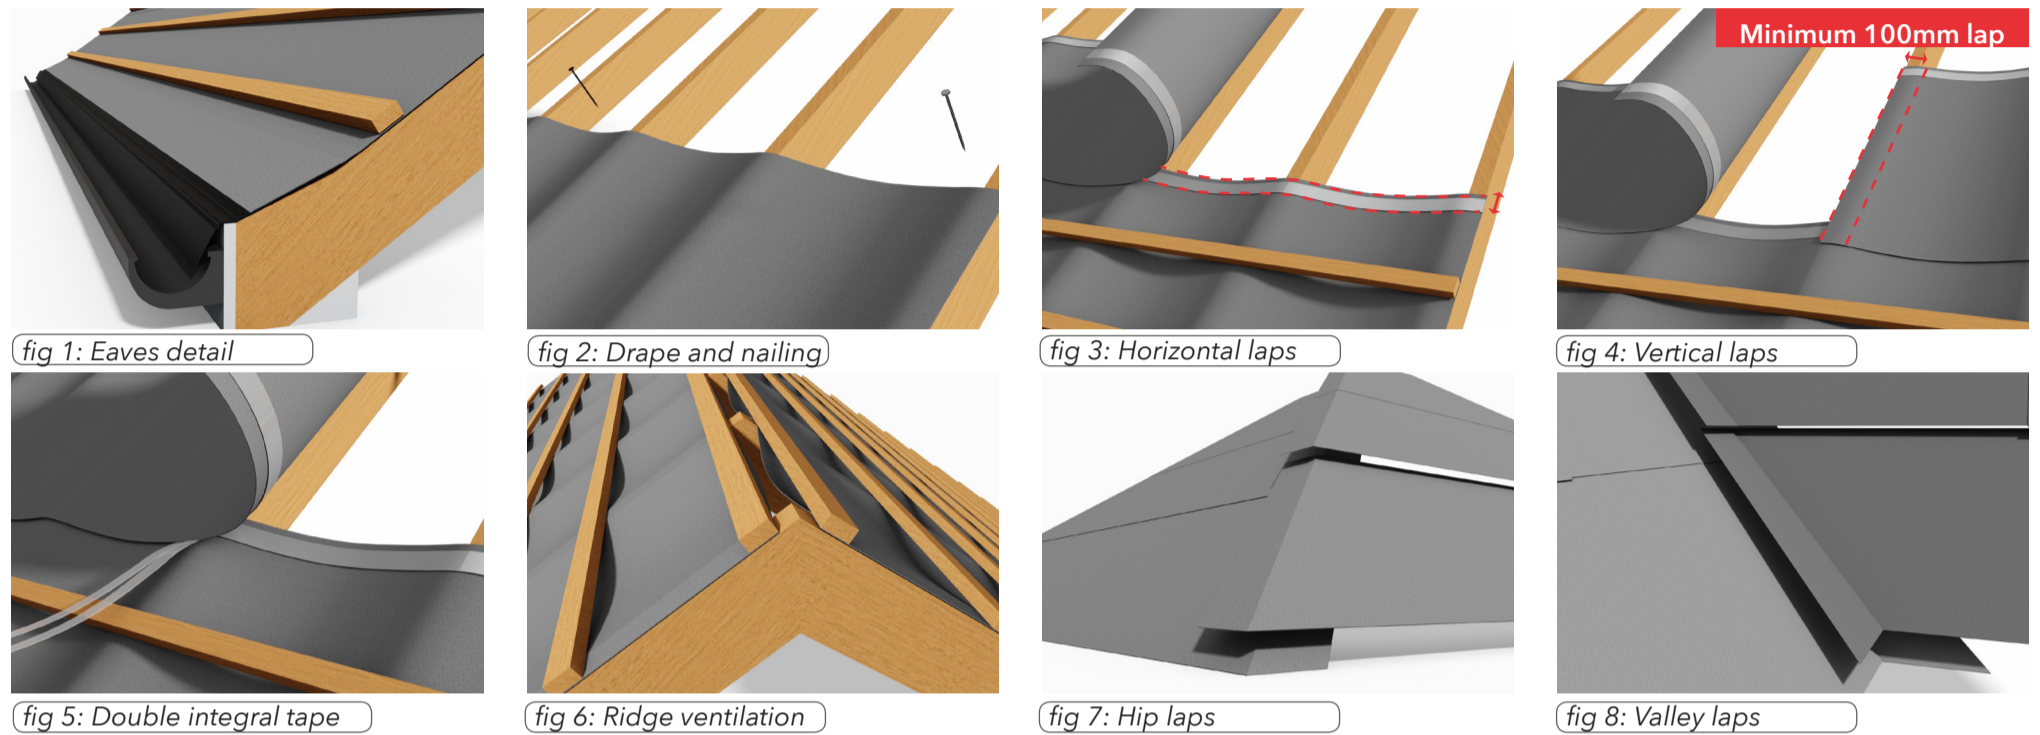 Minimum 100mm lap
fig 1: Eaves detail
fig 2: Drape and nailing
fig 3: Horizontal laps
fig 4: Vertical laps
fig 5: Double integral tape
fig 6: Ridge ventilation
fig 7: Hip laps
fig 8: Valley laps